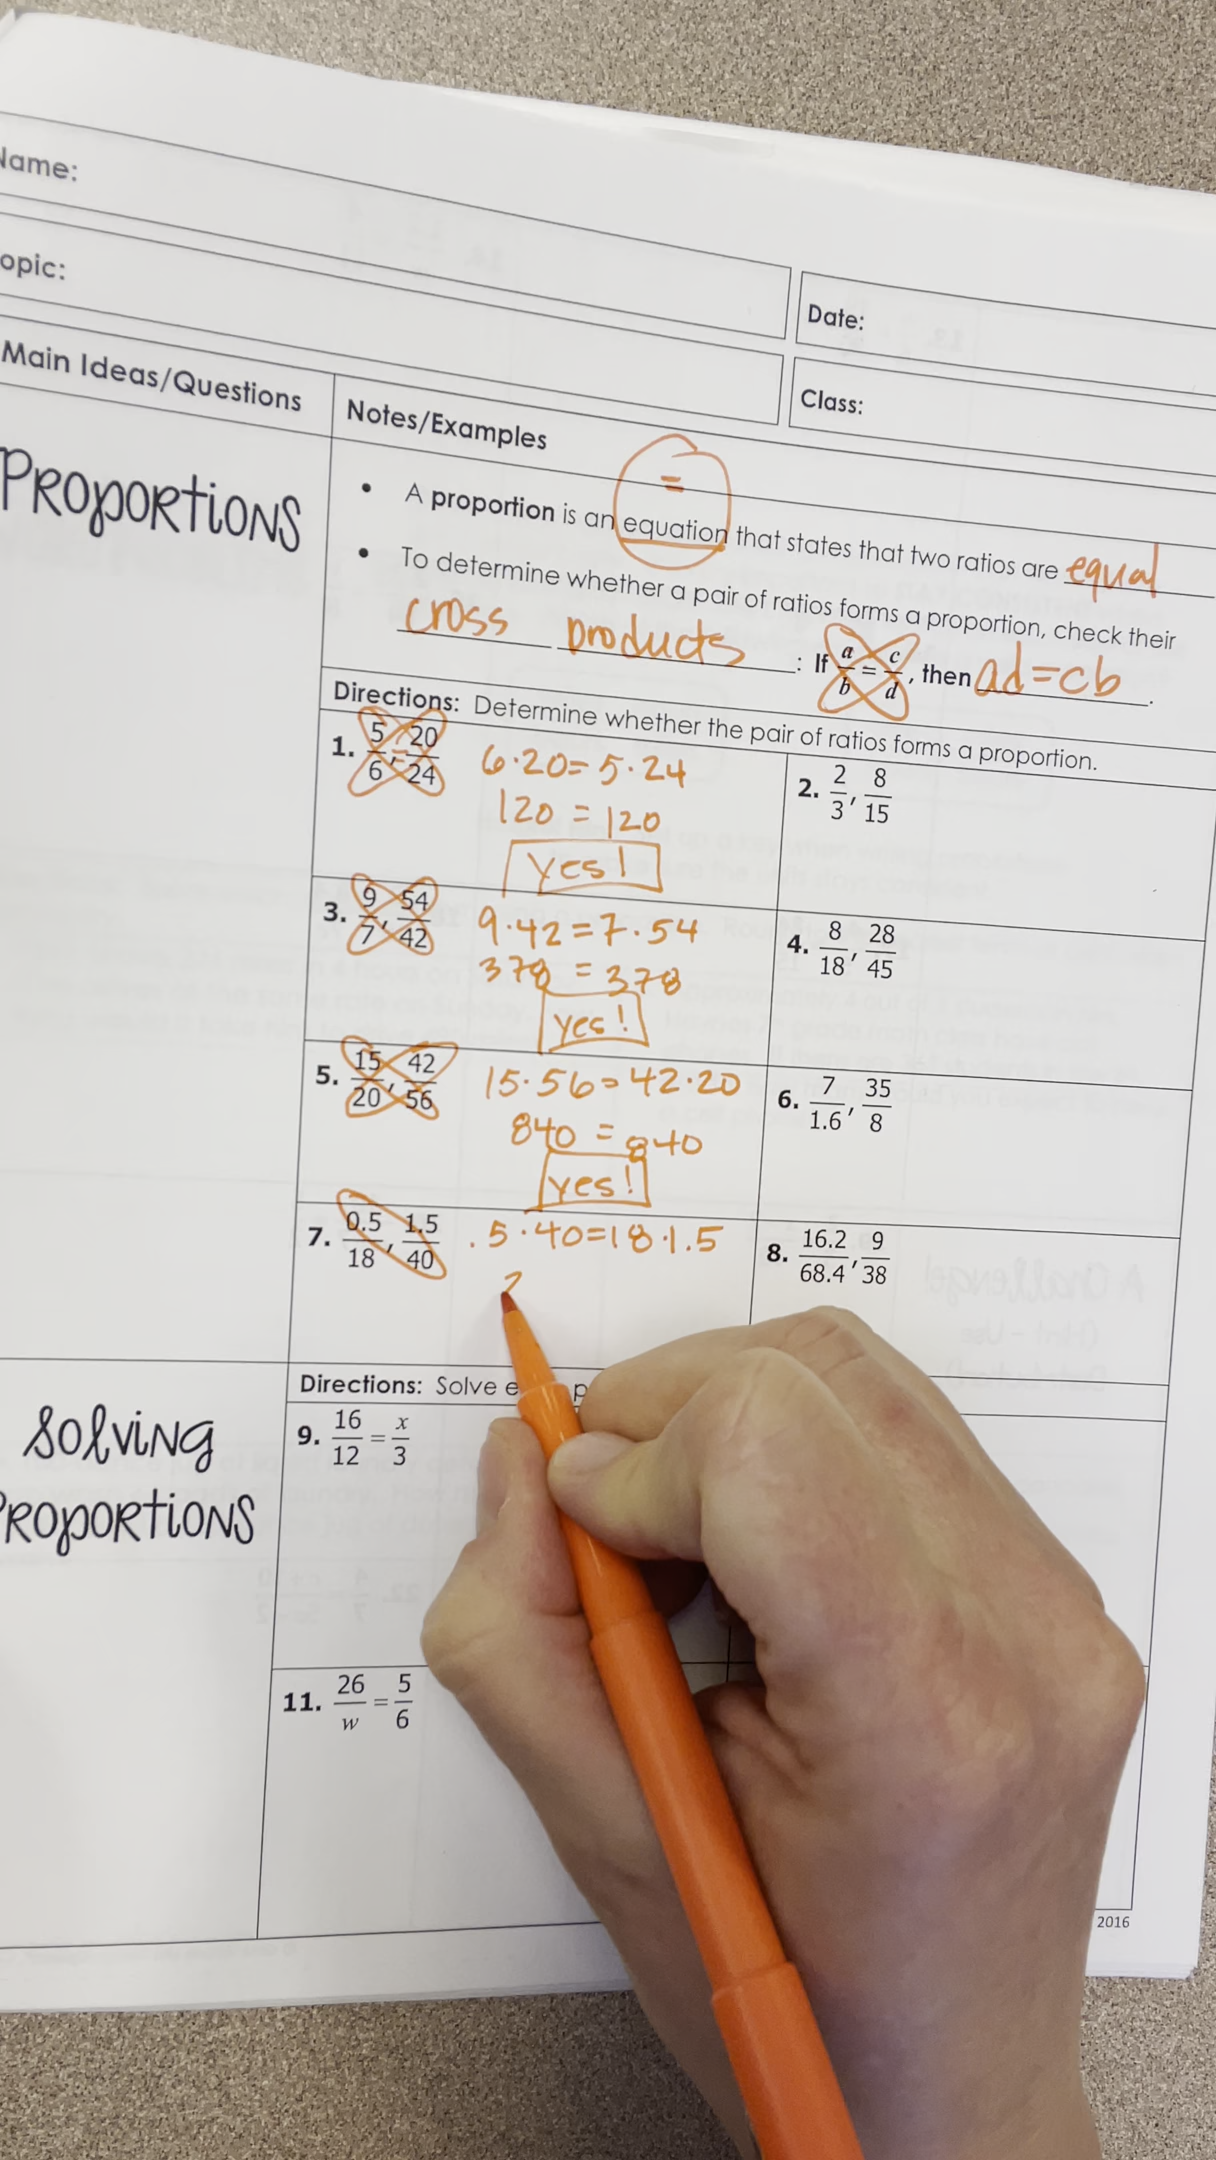 Name:
Date:
opic:
Class:
Main Ideas/Questions
Notes/Examples
PROPORTIONS
=
• A proportion is an equation that states that two ratios are equal
• To determine whether a pair of ratios forms a proportion, check their
cross products : If a/b = c/d, then ad=cb.
Directions: Determine whether the pair of ratios forms a proportion.
1. 5/6, 20/24
6·20=5·24
120 = 120
yes!
2. 2/3, 8/15
3. 9/7, 54/42
9·42=7·54
378 = 378
yes!
4. 8/18, 28/45
5. 15/20, 42/56
15·56=42·20
840 = 840
yes!
6. 7/1.6, 35/8
7. 0.5/18, 1.5/40
.5·40=18·1.5
8. 16.2/68.4, 9/38
SOLVING
PROPORTIONS
Directions: Solve e p
9. 16/12 = x/3
11. 26/w = 5/6
2016